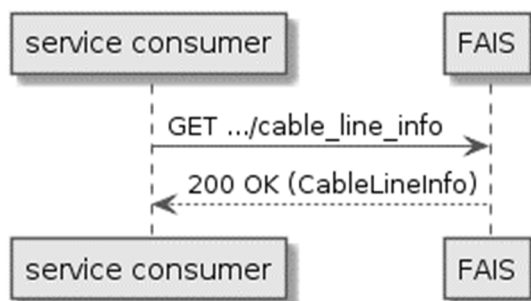 service consumer FAIS
GET .../cable_line_info
200 OK (CableLineInfo)
service consumer FAIS